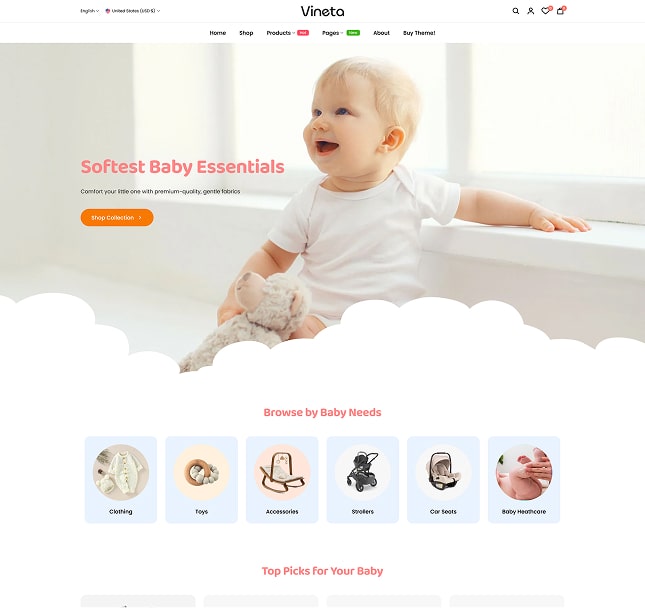 English
United States (USD $)
Vineta
0
0
Home
Shop
Products
Hot
Pages
New
About
Buy Theme!
Softest Baby Essentials
Comfort your little one with premium-quality, gentle fabrics
Shop Collection
Browse by Baby Needs
Clothing
Toys
Accessories
Strollers
Car Seats
Baby Heathcare
Top Picks for Your Baby